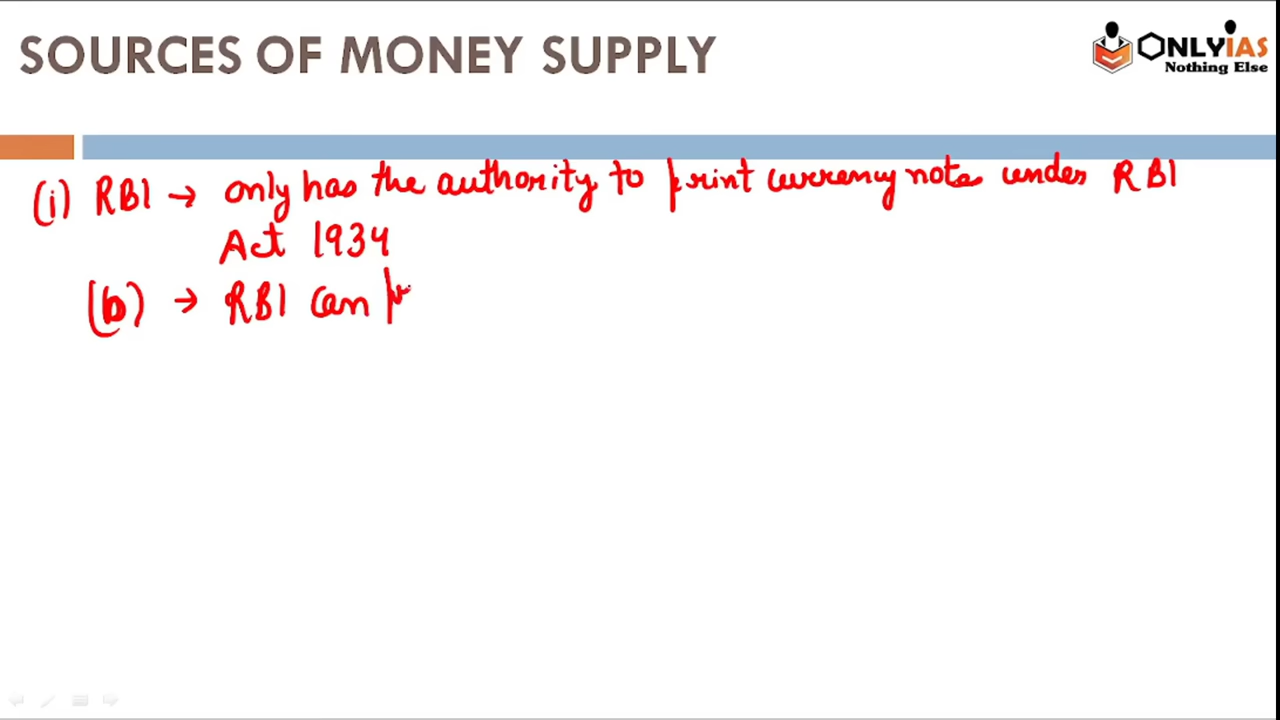 SOURCES OF MONEY SUPPLY
ONLYIAS
Nothing Else
(i) RBI → only has the authority to print currency notes under RBI
Act 1934
(b) → RBI can